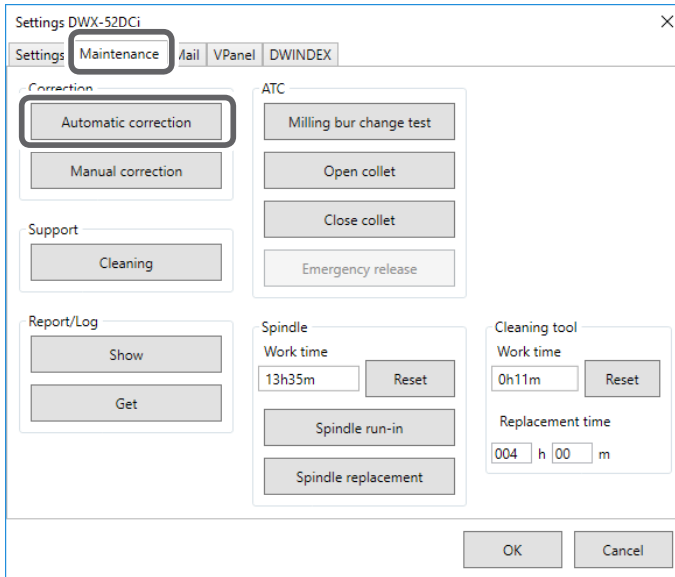 Settings DWX-52DCi
Settings Maintenance Mail VPanel DWINDEX
Correction
Automatic correction
Manual correction
Support
Cleaning
Report/Log
Show
Get
ATC
Milling bur change test
Open collet
Close collet
Emergency release
Spindle
Work time
13h35m Reset
Spindle run-in
Spindle replacement
Cleaning tool
Work time
0h11m Reset
Replacement time
004 h 00 m
OK Cancel